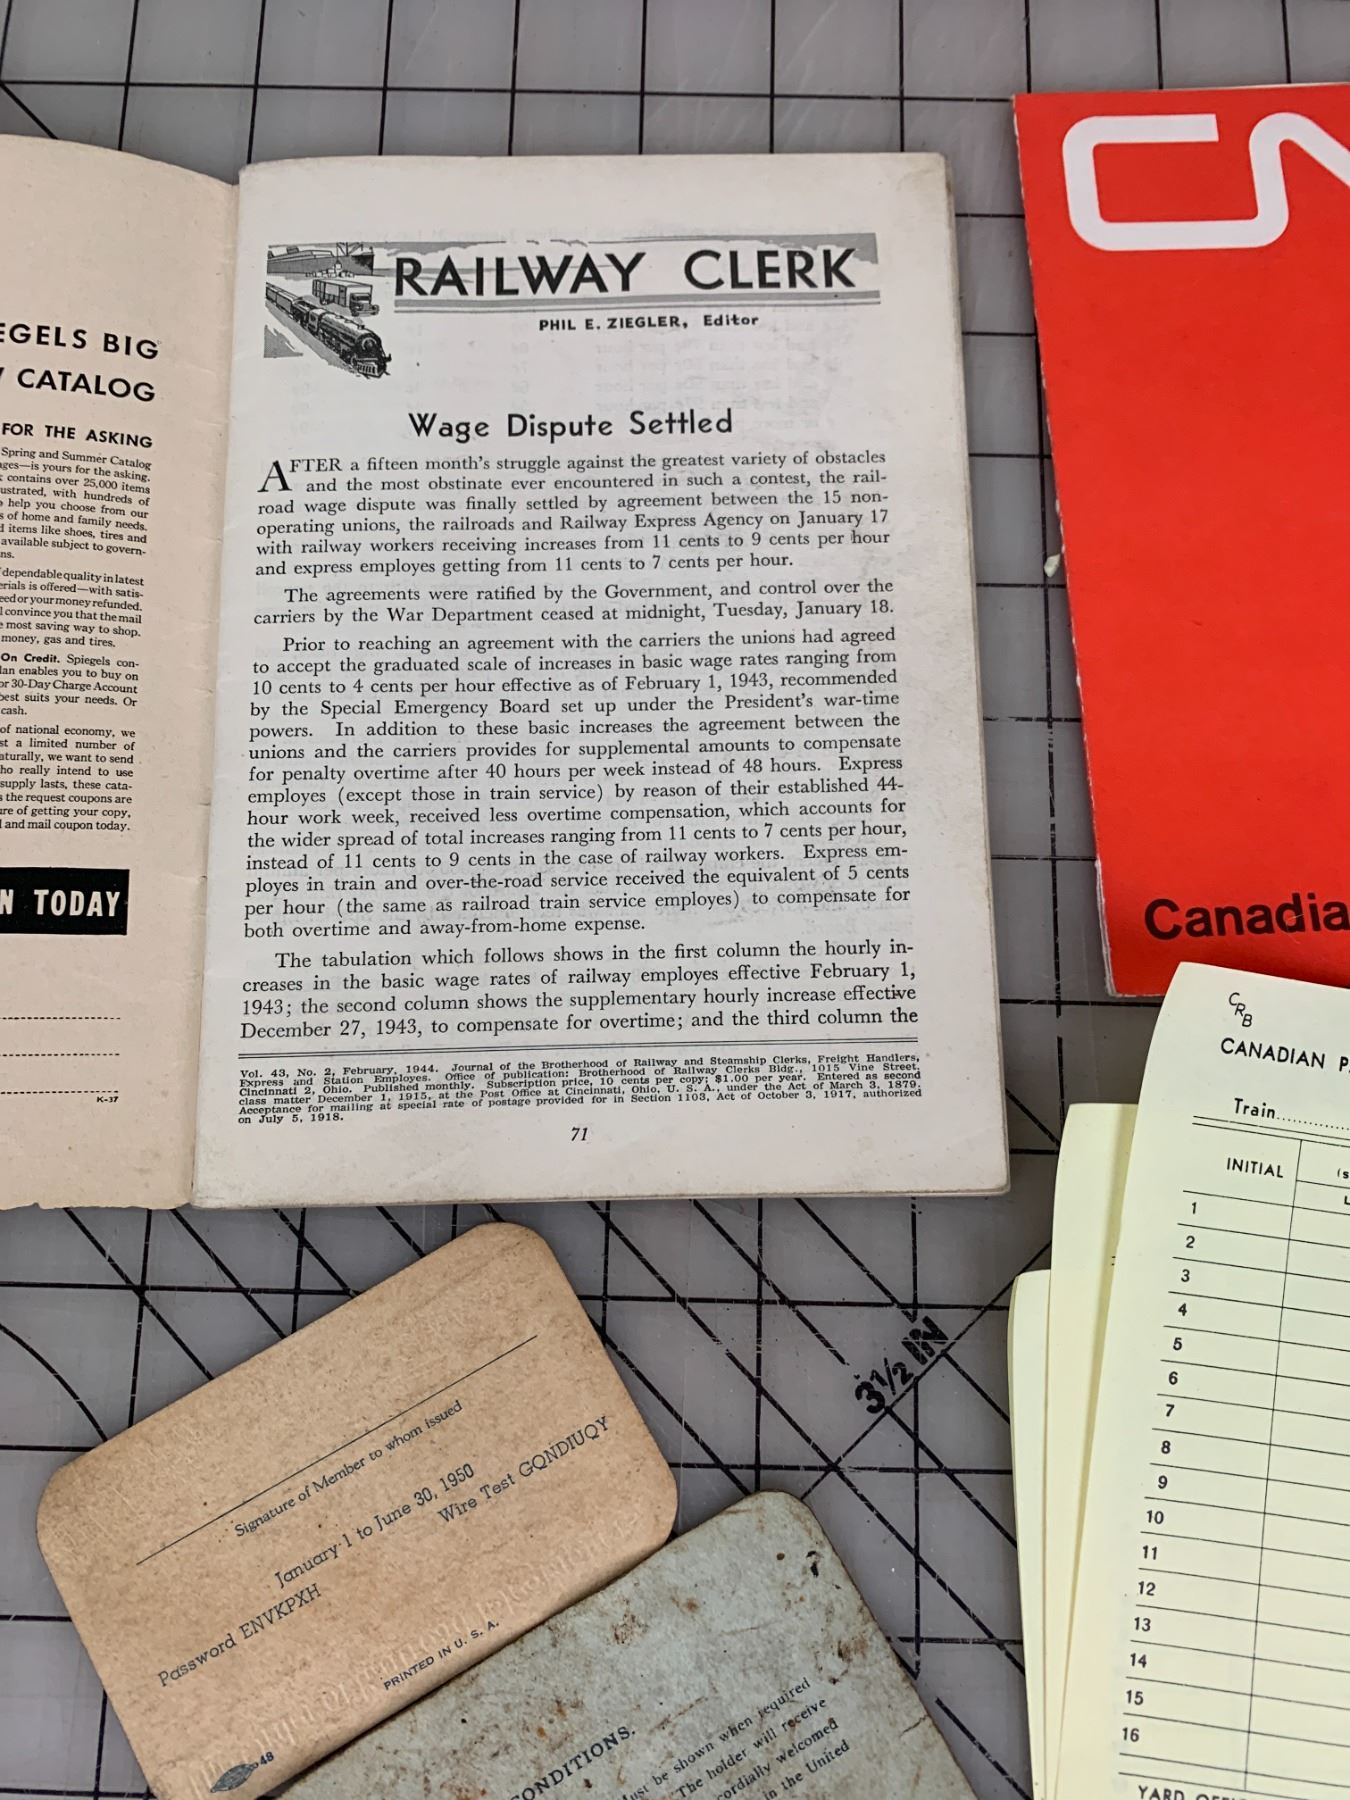 EGELS BIG
CATALOG
FOR THE ASKING
Spring and Summer Catalog
ges—is yours for the asking.
contains over 25,000 items
ustrated, with hundreds of
help you choose from our
s of home and family needs.
d items like shoes, tires and
available subject to govern-
ns.
dependable quality in latest
erials is offered—with satis-
eed or your money refunded.
l convince you that the mail
e most saving way to shop.
money, gas and tires.
On Credit. Spiegels con-
lan enables you to buy on
or 30-Day Charge Account
best suits your needs. Or
cash.
of national economy, we
st a limited number of
aturally, we want to send
ho really intend to use
supply lasts, these cata-
s the request coupons are
ure of getting your copy,
l and mail coupon today.
N TODAY
K-37
RAILWAY CLERK
PHIL E. ZIEGLER, Editor
Wage Dispute Settled
AFTER a fifteen month's struggle against the greatest variety of obstacles
and the most obstinate ever encountered in such a contest, the rail-
road wage dispute was finally settled by agreement between the 15 non-
operating unions, the railroads and Railway Express Agency on January 17
with railway workers receiving increases from 11 cents to 9 cents per hour
and express employes getting from 11 cents to 7 cents per hour.
The agreements were ratified by the Government, and control over the
carriers by the War Department ceased at midnight, Tuesday, January 18.
Prior to reaching an agreement with the carriers the unions had agreed
to accept the graduated scale of increases in basic wage rates ranging from
10 cents to 4 cents per hour effective as of February 1, 1943, recommended
by the Special Emergency Board set up under the President's war-time
powers. In addition to these basic increases the agreement between the
unions and the carriers provides for supplemental amounts to compensate
for penalty overtime after 40 hours per week instead of 48 hours. Express
employes (except those in train service) by reason of their established 44-
hour work week, received less overtime compensation, which accounts for
the wider spread of total increases ranging from 11 cents to 7 cents per hour,
instead of 11 cents to 9 cents in the case of railway workers. Express em-
ployes in train and over-the-road service received the equivalent of 5 cents
per hour (the same as railroad train service employes) to compensate for
both overtime and away-from-home expense.
The tabulation which follows shows in the first column the hourly in-
creases in the basic wage rates of railway employes effective February 1,
1943; the second column shows the supplementary hourly increase effective
December 27, 1943, to compensate for overtime; and the third column the
Vol. 43, No. 2, February, 1944. Journal of the Brotherhood of Railway and Steamship Clerks, Freight Handlers,
Express and Station Employes. Office of publication: Brotherhood of Railway Clerks Bldg., 1015 Vine Street,
Cincinnati 2, Ohio. Published monthly. Subscription price, 10 cents per copy; $1.00 per year. Entered as second
class matter December 1, 1915, at the Post Office at Cincinnati, Ohio, U. S. A., under the Act of March 3, 1879.
Acceptance for mailing at special rate of postage provided for in Section 1103, Act of October 3, 1917, authorized
on July 5, 1918.
71
CN
Canadia
CRB
CANADIAN P
Train
INITIAL
(s
L
1
2
3
4
5
6
7
8
9
10
11
12
13
14
15
16
YARD OFFI
3 1/2 IN
Signature of Member to whom issued
January 1 to June 30, 1950
Wire Test GQNDIUQY
Password ENVKPXH
PRINTED IN U. S. A.
48
CONDITIONS.
ust be shown when required
The holder will receive
ordially welcomed
in the United